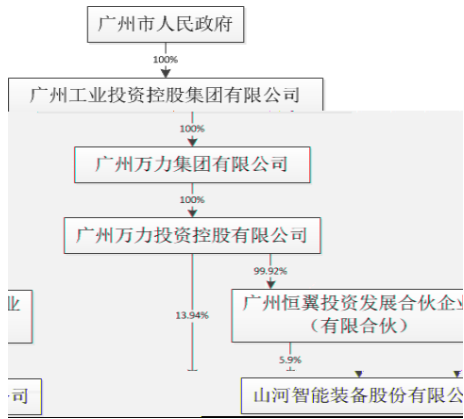 广州市人民政府
100%
广州工业投资控股集团有限公司
100%
广州万力集团有限公司
100%
广州万力投资控股有限公司
99.92%
业
13.94%
广州恒翼投资发展合伙企业
(有限合伙)
5.9%
司
山河智能装备股份有限公